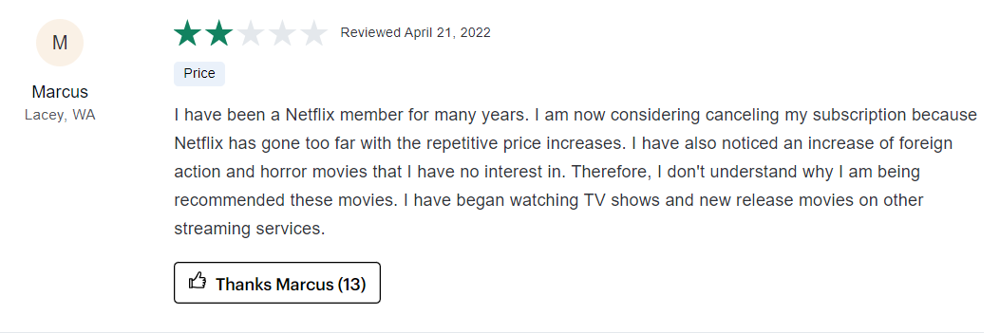 M
Marcus
Lacey, WA
Reviewed April 21, 2022
Price
I have been a Netflix member for many years. I am now considering canceling my subscription because
Netflix has gone too far with the repetitive price increases. I have also noticed an increase of foreign
action and horror movies that I have no interest in. Therefore, I don't understand why I am being
recommended these movies. I have began watching TV shows and new release movies on other
streaming services.
Thanks Marcus (13)